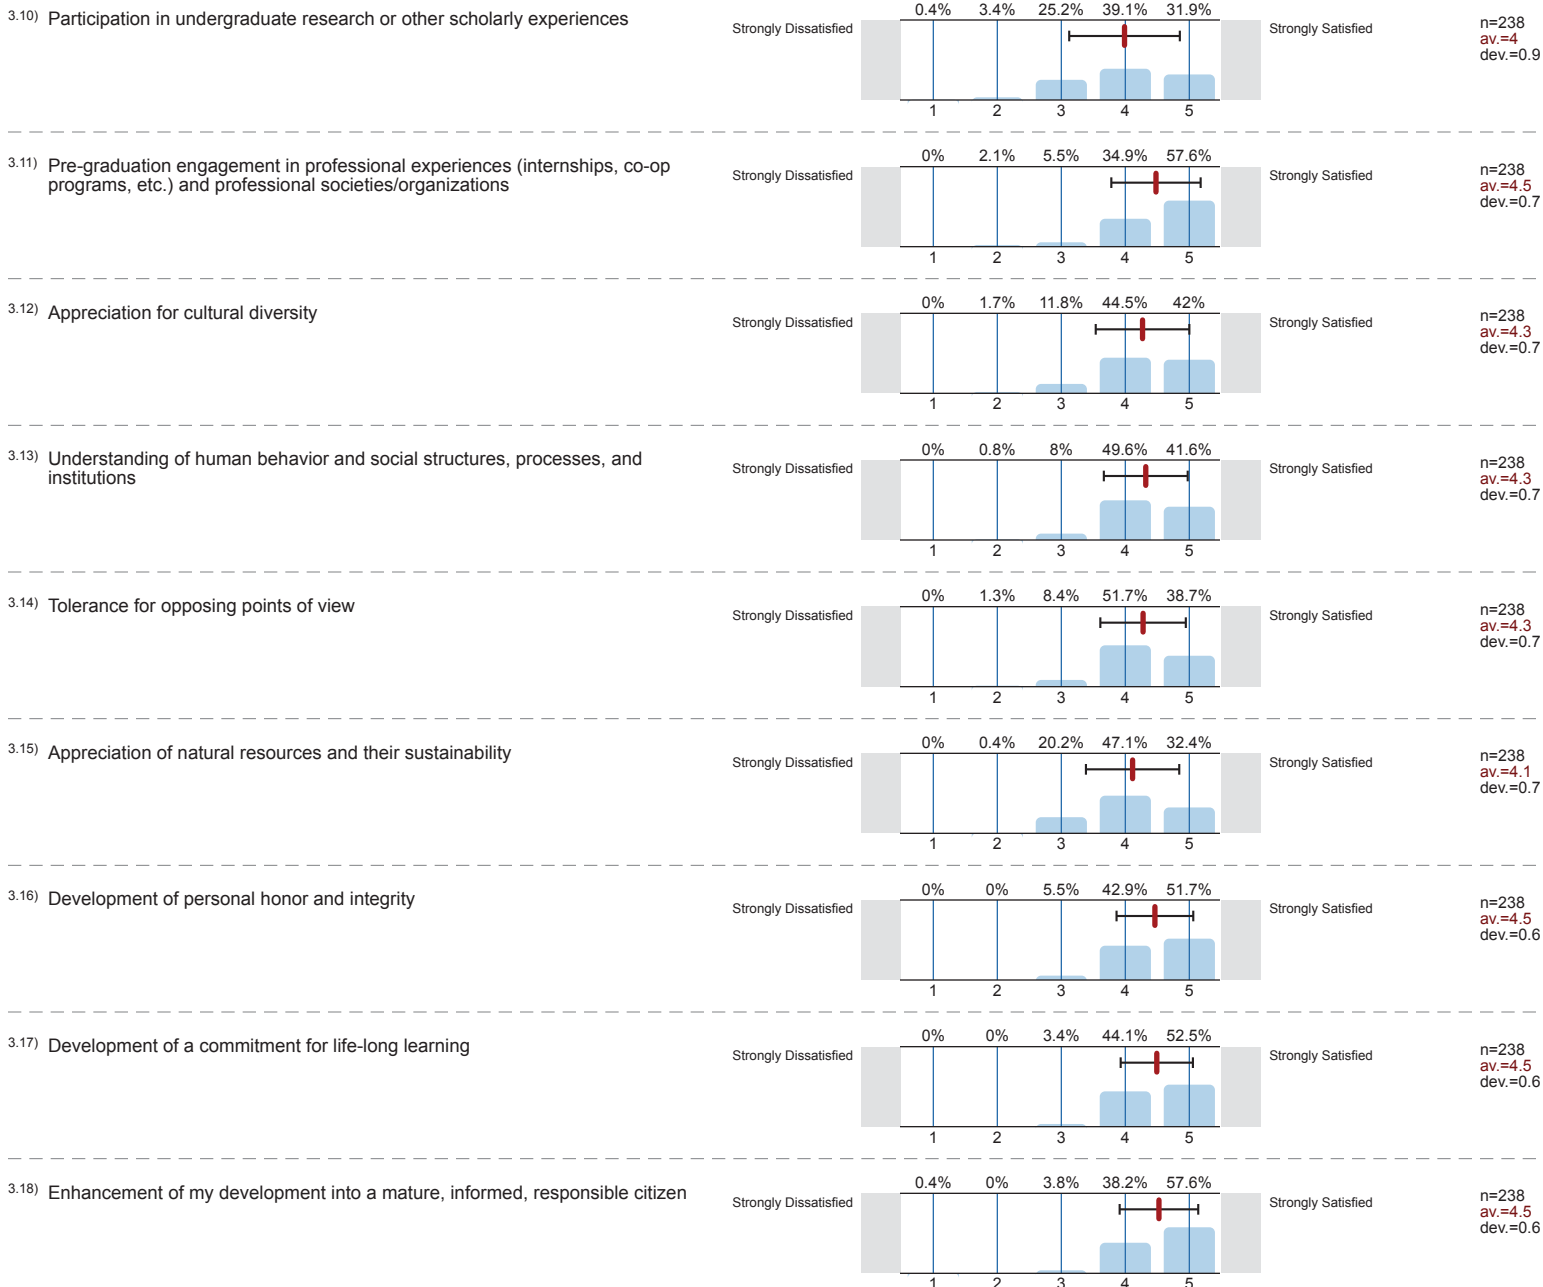 3.10) Participation in undergraduate research or other scholarly experiences
Strongly Dissatisfied
0.4% 3.4% 25.2% 39.1% 31.9%
1 2 3 4 5
Strongly Satisfied
n=238
av.=4
dev.=0.9
3.11) Pre-graduation engagement in professional experiences (internships, co-op
programs, etc.) and professional societies/organizations
Strongly Dissatisfied
0% 2.1% 5.5% 34.9% 57.6%
1 2 3 4 5
Strongly Satisfied
n=238
av.=4.5
dev.=0.7
3.12) Appreciation for cultural diversity
Strongly Dissatisfied
0% 1.7% 11.8% 44.5% 42%
1 2 3 4 5
Strongly Satisfied
n=238
av.=4.3
dev.=0.7
3.13) Understanding of human behavior and social structures, processes, and
institutions
Strongly Dissatisfied
0% 0.8% 8% 49.6% 41.6%
1 2 3 4 5
Strongly Satisfied
n=238
av.=4.3
dev.=0.7
3.14) Tolerance for opposing points of view
Strongly Dissatisfied
0% 1.3% 8.4% 51.7% 38.7%
1 2 3 4 5
Strongly Satisfied
n=238
av.=4.3
dev.=0.7
3.15) Appreciation of natural resources and their sustainability
Strongly Dissatisfied
0% 0.4% 20.2% 47.1% 32.4%
1 2 3 4 5
Strongly Satisfied
n=238
av.=4.1
dev.=0.7
3.16) Development of personal honor and integrity
Strongly Dissatisfied
0% 0% 5.5% 42.9% 51.7%
1 2 3 4 5
Strongly Satisfied
n=238
av.=4.5
dev.=0.6
3.17) Development of a commitment for life-long learning
Strongly Dissatisfied
0% 0% 3.4% 44.1% 52.5%
1 2 3 4 5
Strongly Satisfied
n=238
av.=4.5
dev.=0.6
3.18) Enhancement of my development into a mature, informed, responsible citizen
Strongly Dissatisfied
0.4% 0% 3.8% 38.2% 57.6%
1 2 3 4 5
Strongly Satisfied
n=238
av.=4.5
dev.=0.6